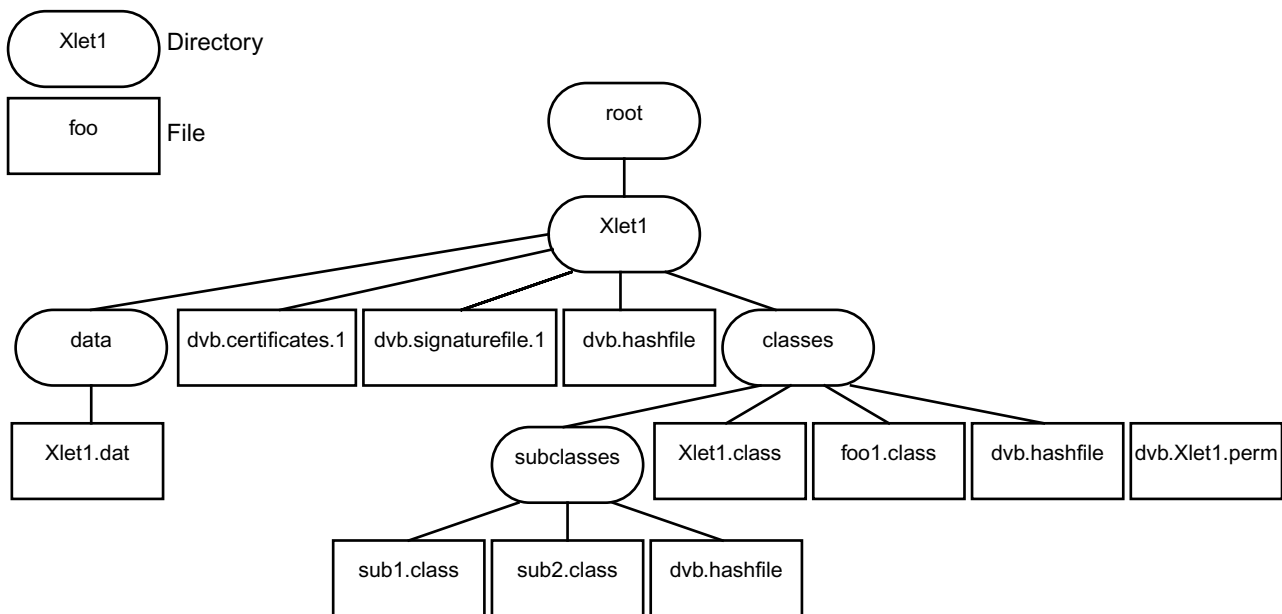 Xlet1
Directory
foo
File
root
Xlet1
data
dvb.certificates.1
dvb.signaturefile.1
dvb.hashfile
classes
Xlet1.dat
subclasses
Xlet1.class
foo1.class
dvb.hashfile
dvb.Xlet1.perm
sub1.class
sub2.class
dvb.hashfile